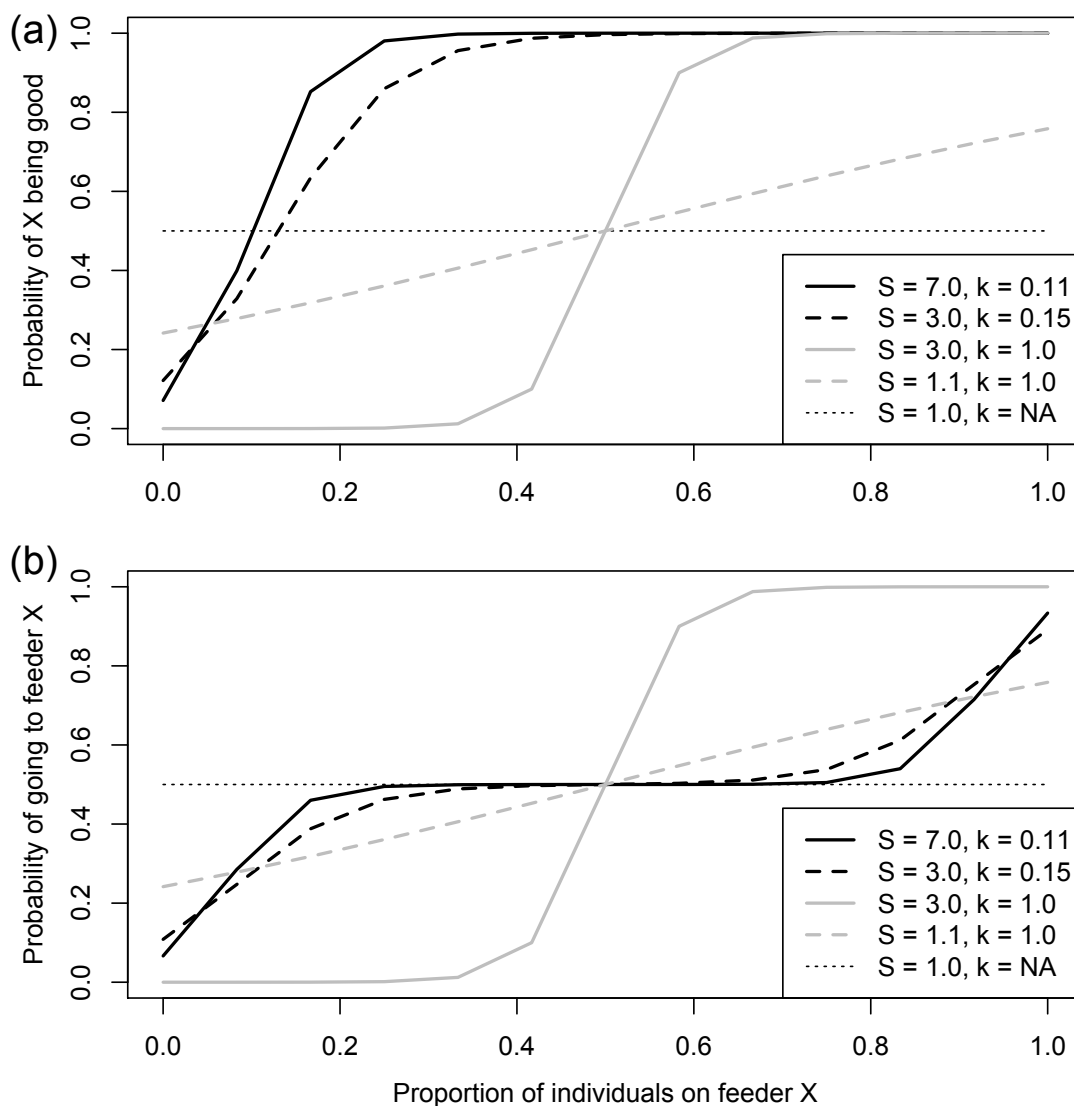 (a)
Probability of X being good
1.0
0.8
0.6
0.4
0.2
0.0
S = 7.0, k = 0.11
S = 3.0, k = 0.15
S = 3.0, k = 1.0
S = 1.1, k = 1.0
S = 1.0, k = NA
0.0 0.2 0.4 0.6 0.8 1.0
(b)
Probability of going to feeder X
1.0
0.8
0.6
0.4
0.2
0.0
S = 7.0, k = 0.11
S = 3.0, k = 0.15
S = 3.0, k = 1.0
S = 1.1, k = 1.0
S = 1.0, k = NA
0.0 0.2 0.4 0.6 0.8 1.0
Proportion of individuals on feeder X